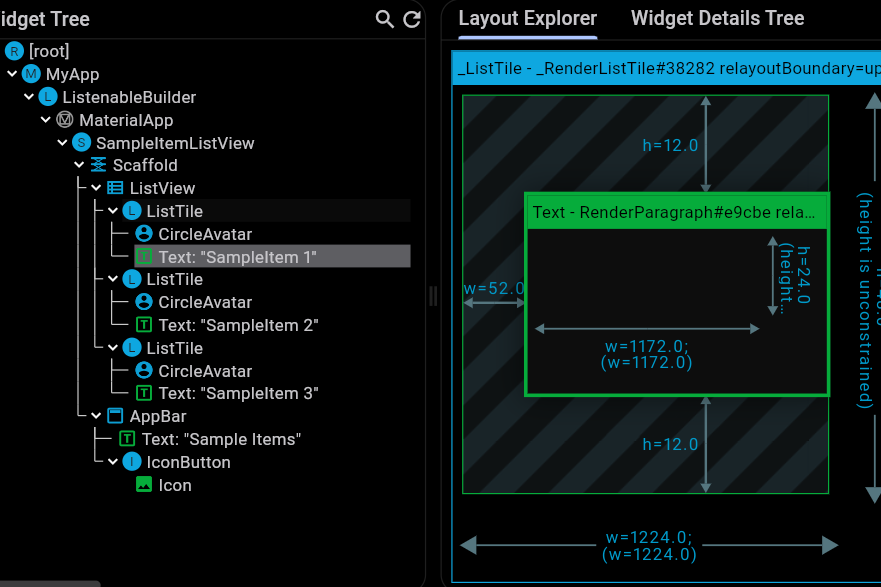 idget Tree
R [root]
M MyApp
L ListenableBuilder
M MaterialApp
S SampleItemListView
Scaffold
ListView
L ListTile
CircleAvatar
T Text: "SampleItem 1"
L ListTile
CircleAvatar
T Text: "SampleItem 2"
L ListTile
CircleAvatar
T Text: "SampleItem 3"
AppBar
T Text: "Sample Items"
I IconButton
Icon
Layout Explorer Widget Details Tree
_ListTile - _RenderListTile#38282 relayoutBoundary=up
h=12.0
Text - RenderParagraph#e9cbe rela...
w=52.0
h=24.0
(height...
w=1172.0;
(w=1172.0)
h=12.0
w=1224.0;
(w=1224.0)
(height is unconstrained)